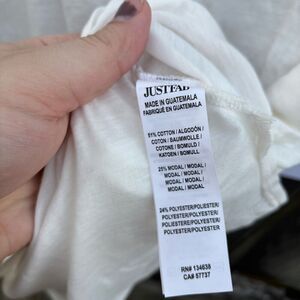 JUSTFAB
MADE IN GUATEMALA
FABRIQUÉ EN GUATEMALA
51% COTTON / ALGODÓN /
COTON / BAUMWOLLE /
COTONE / BOMULD /
KATOEN / BOMULL
25% MODAL / MODAL /
MODAL / MODAL /
MODAL / MODAL /
MODAL / MODAL
24% POLYESTER/POLIÉSTER/
POLYESTER/POLYESTER/
POLIESTERE/POLYESTER/
POLYESTER/POLYESTER
RN# 134638
CA# 57737